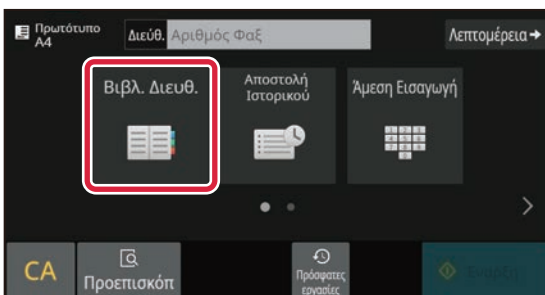 Πρωτότυπο
A4
Διεύθ. Αριθμός Φαξ
Λεπτομέρεια
Βιβλ. Διευθ.
Αποστολή
Ιστορικού
Άμεση Εισαγωγή
CA
Προεπισκόπ
Πρόσφατες
εργασίες